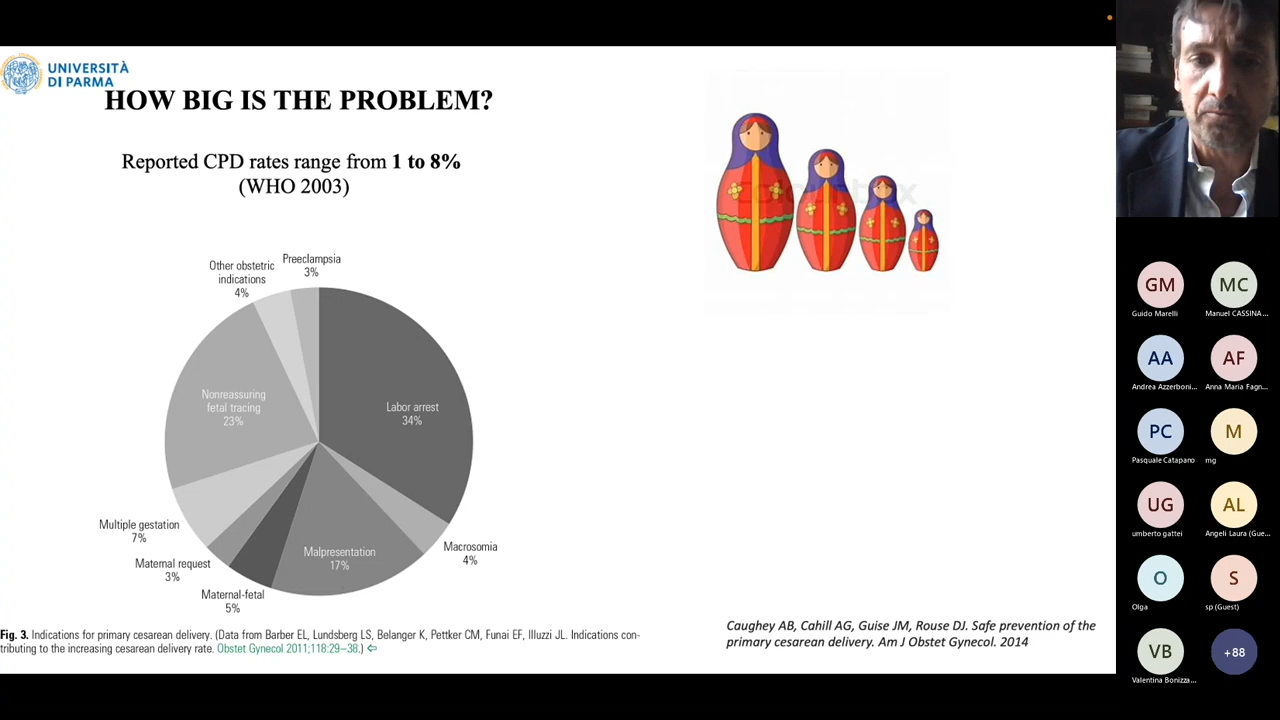 UNIVERSITÀ
DI PARMA
HOW BIG IS THE PROBLEM?
Reported CPD rates range from 1 to 8%
(WHO 2003)
Preeclampsia
3%
Other obstetric
indications
4%
Nonreassuring
fetal tracing
23%
Labor arrest
34%
Multiple gestation
7%
Maternal request
3%
Maternal-fetal
5%
Malpresentation
17%
Macrosomia
4%
Fig. 3. Indications for primary cesarean delivery. (Data from Barber EL, Lundsberg LS, Belanger K, Pettker CM, Funai EF, Illuzzi JL. Indications con-
tributing to the increasing cesarean delivery rate. Obstet Gynecol 2011;118:29–38.) ⇦
Caughey AB, Cahill AG, Guise JM, Rouse DJ. Safe prevention of the
primary cesarean delivery. Am J Obstet Gynecol. 2014
GM
Guido Marelli
MC
Manuel CASSINA...
AA
Andrea Azzerboni...
AF
Anna Maria Fagn...
PC
Pasquale Catapano
M
mg
UG
umberto gattei
AL
Angeli Laura (Gue...
O
Olga
S
sp (Guest)
VB
Valentina Bonizza...
+88